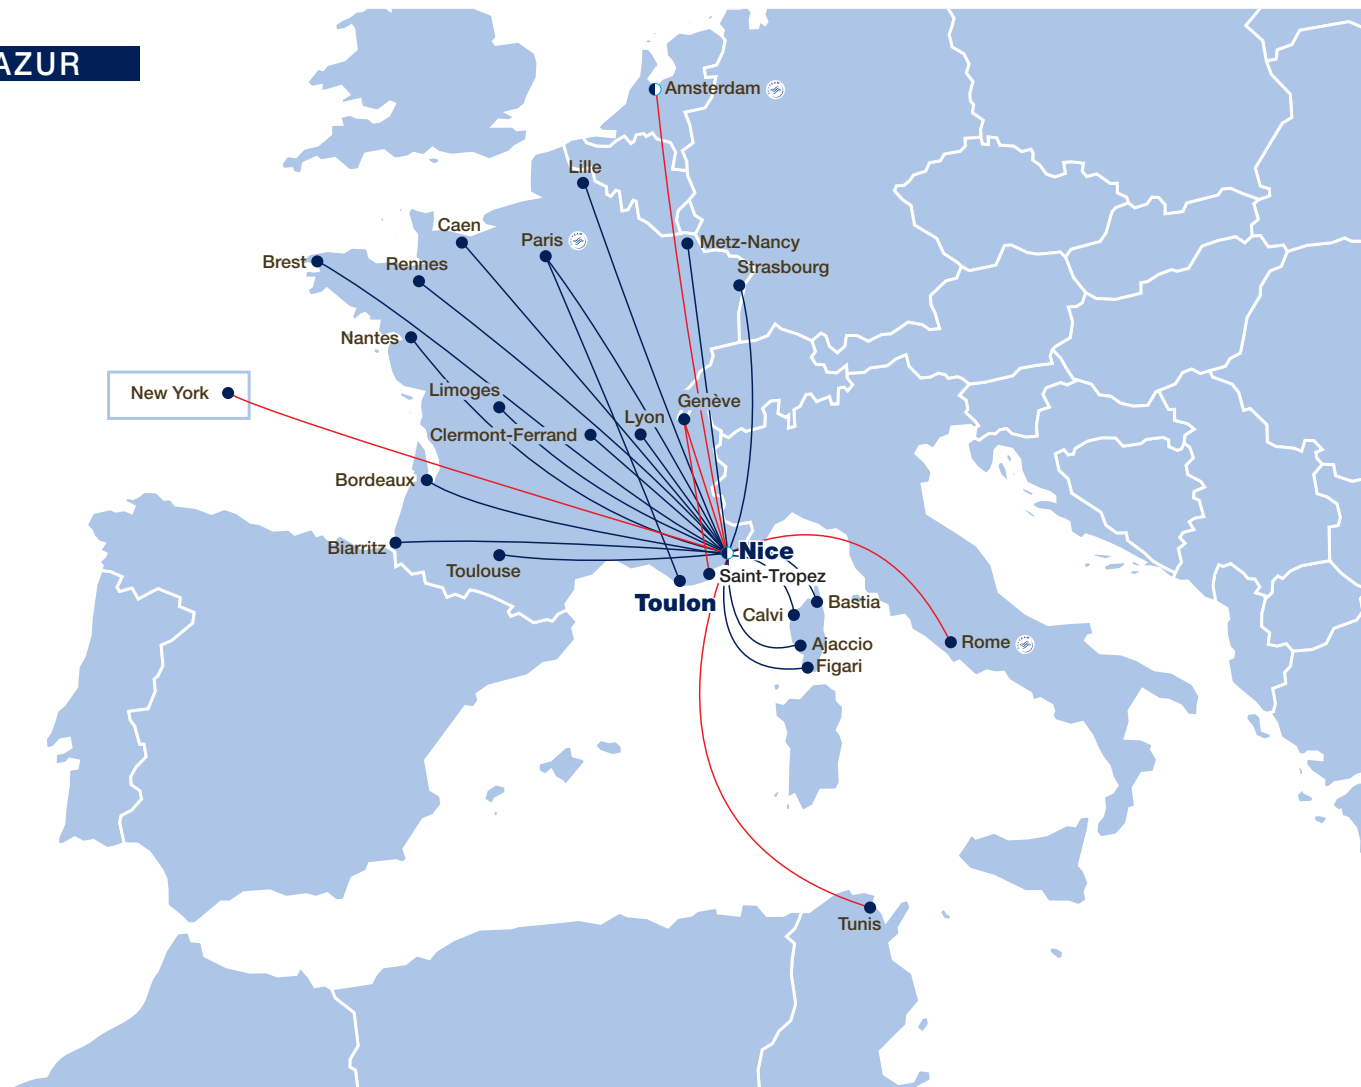 AZUR
Amsterdam
Lille
Caen
Paris
Metz-Nancy
Brest
Rennes
Strasbourg
Nantes
New York
Limoges
Genève
Lyon
Clermont-Ferrand
Bordeaux
Biarritz
Nice
Toulouse
Saint-Tropez
Toulon
Bastia
Calvi
Ajaccio
Rome
Figari
Tunis